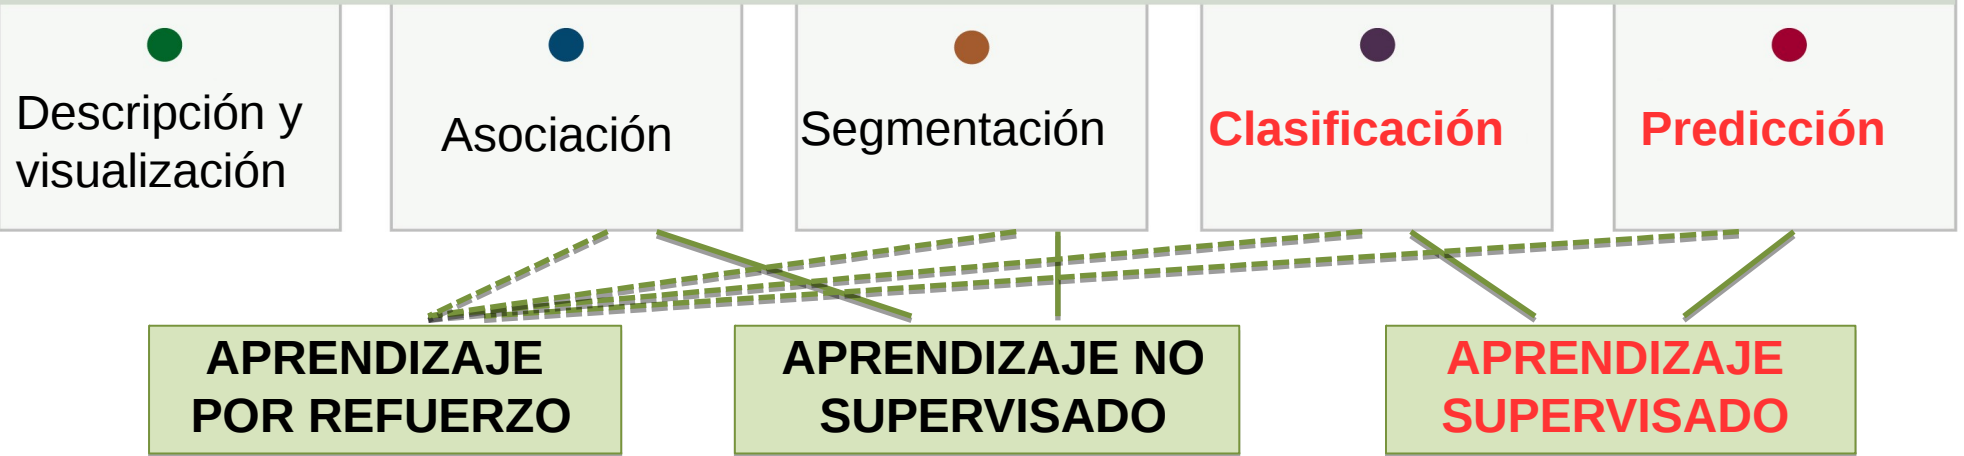 Descripción y
visualización
Asociación
Segmentación
Clasificación
Predicción
APRENDIZAJE
POR REFUERZO
APRENDIZAJE NO
SUPERVISADO
APRENDIZAJE
SUPERVISADO